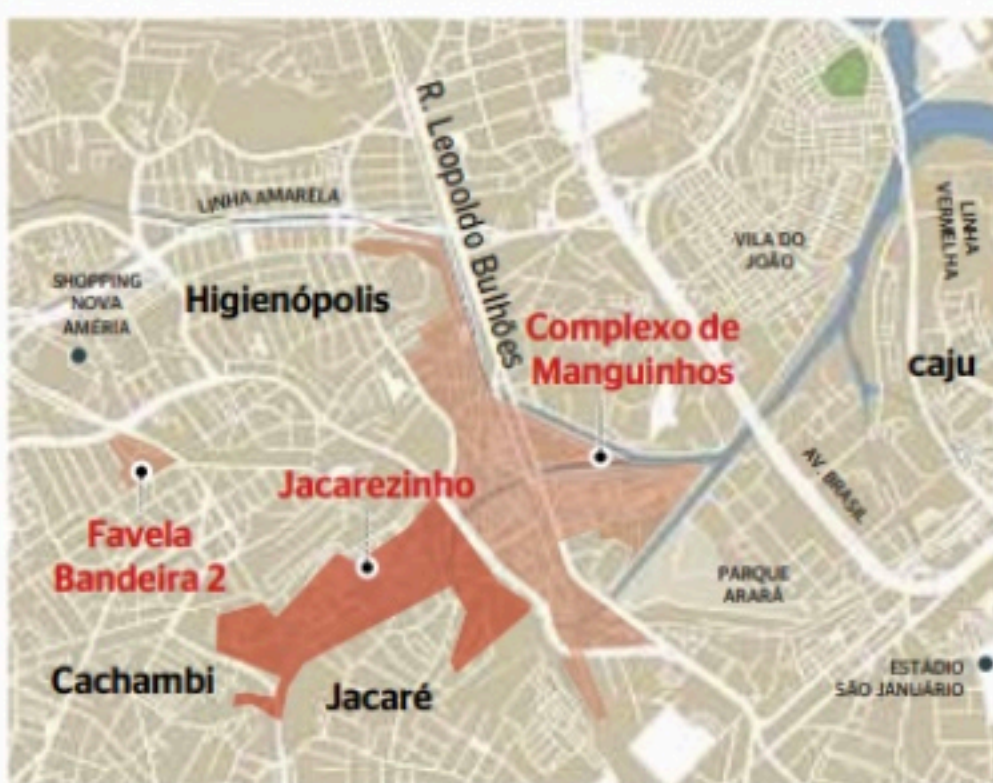 R. Leopoldo Bulhões
LINHA AMARELA
VILA DO
JOÃO
LINHA
VERMELHA
SHOPPING
NOVA
AMÉRIA
Higienópolis
Complexo de
Manguinhos
caju
AV. BRASIL
Jacarezinho
Favela
Bandeira 2
PARQUE
ARARÁ
Cachambi
Jacaré
ESTÁDIO
SÃO JANUÁRIO